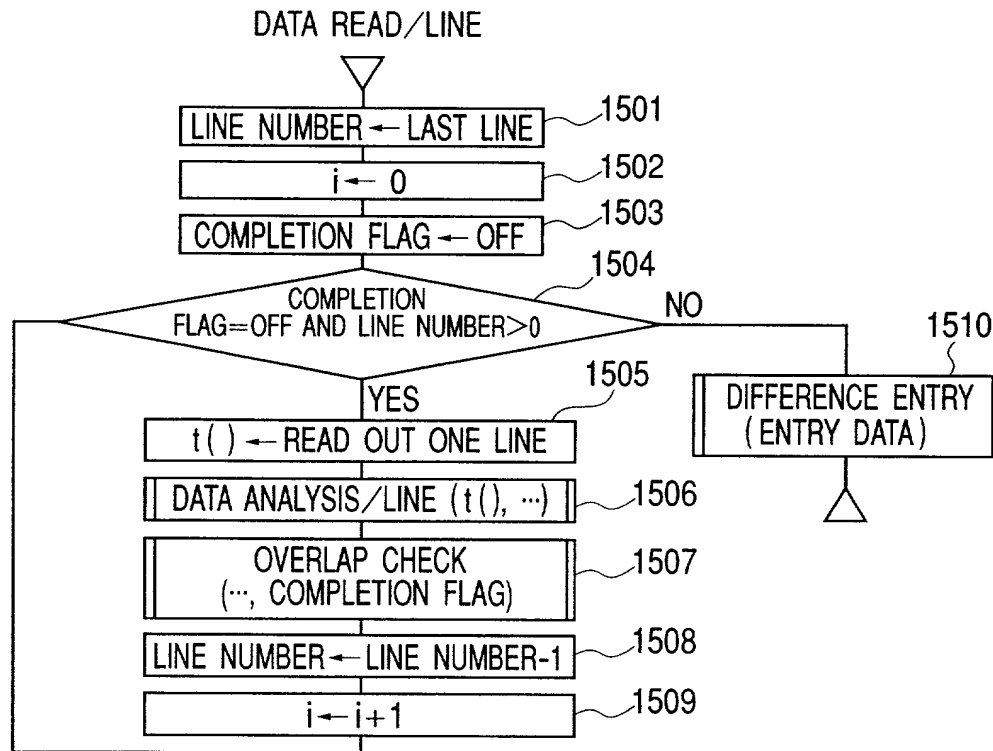 DATA READ/LINE
1501
LINE NUMBER ← LAST LINE
1502
i ← 0
1503
COMPLETION FLAG ← OFF
1504
COMPLETION
FLAG=OFF AND LINE NUMBER>0
NO
YES
1505
t( ) ← READ OUT ONE LINE
1506
DATA ANALYSIS/LINE (t(), ···)
1507
OVERLAP CHECK
(···, COMPLETION FLAG)
1508
LINE NUMBER ← LINE NUMBER-1
1509
i ← i+1
1510
DIFFERENCE ENTRY
(ENTRY DATA)